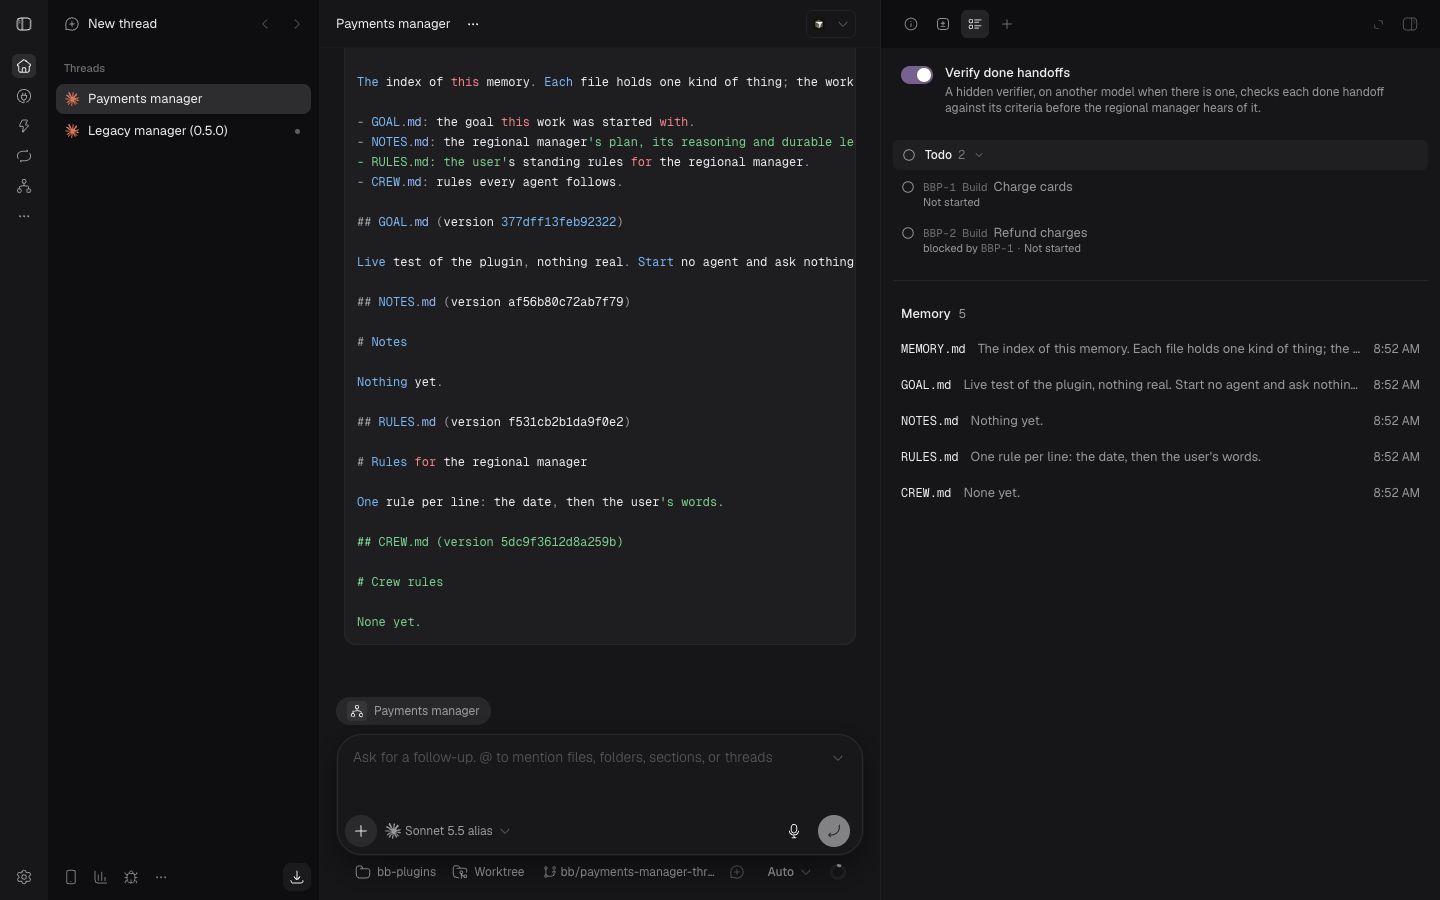 New thread
Threads
Payments manager
Legacy manager (0.5.0)
Payments manager
The index of this memory. Each file holds one kind of thing; the work
- GOAL.md: the goal this work was started with.
- NOTES.md: the regional manager's plan, its reasoning and durable le
- RULES.md: the user's standing rules for the regional manager.
- CREW.md: rules every agent follows.
## GOAL.md (version 377dff13feb92322)
Live test of the plugin, nothing real. Start no agent and ask nothing
## NOTES.md (version af56b80c72ab7f79)
# Notes
Nothing yet.
## RULES.md (version f531cb2b1da9f0e2)
# Rules for the regional manager
One rule per line: the date, then the user's words.
## CREW.md (version 5dc9f3612d8a259b)
# Crew rules
None yet.
Payments manager
Ask for a follow-up. @ to mention files, folders, sections, or threads
Sonnet 5.5 alias
bb-plugins
Worktree
bb/payments-manager-thr...
Auto
Verify done handoffs
A hidden verifier, on another model when there is one, checks each done handoff
against its criteria before the regional manager hears of it.
Todo 2
BBP-1 Build Charge cards
Not started
BBP-2 Build Refund charges
blocked by BBP-1 · Not started
Memory 5
MEMORY.md The index of this memory. Each file holds one kind of thing; the ... 8:52 AM
GOAL.md Live test of the plugin, nothing real. Start no agent and ask nothin... 8:52 AM
NOTES.md Nothing yet. 8:52 AM
RULES.md One rule per line: the date, then the user's words. 8:52 AM
CREW.md None yet. 8:52 AM